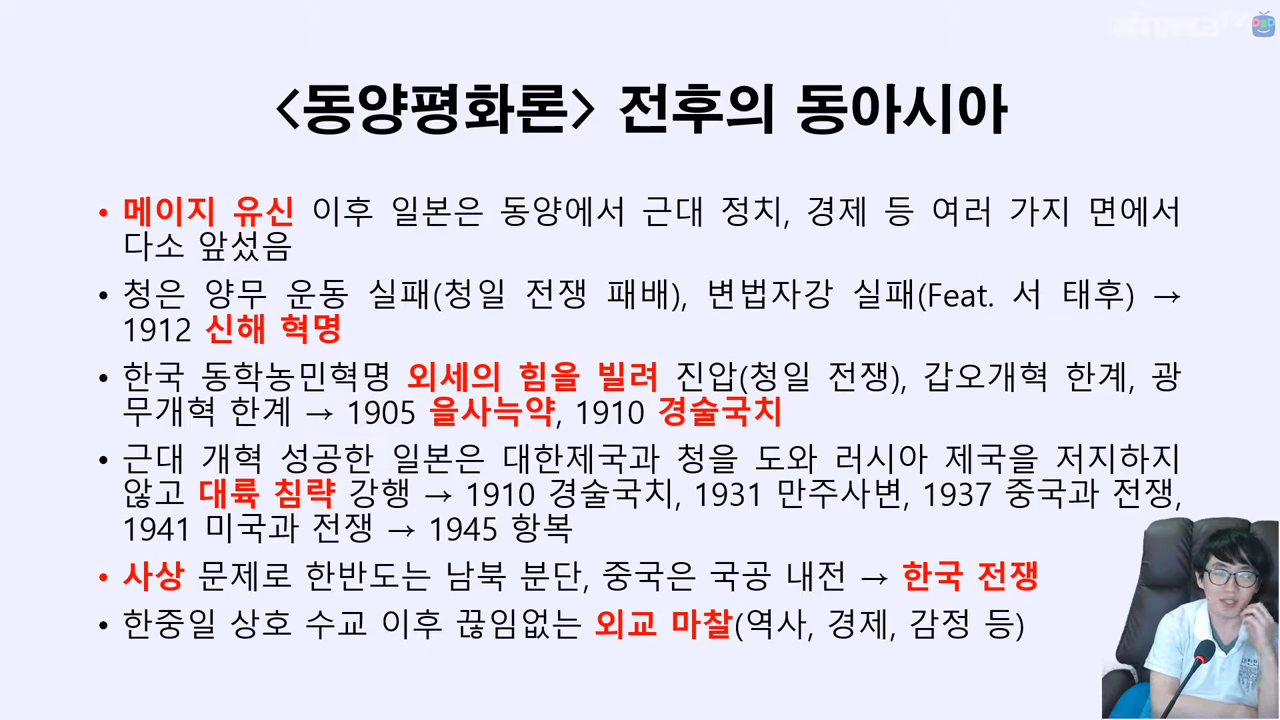 <동양평화론> 전후의 동아시아
• 메이지 유신 이후 일본은 동양에서 근대 정치, 경제 등 여러 가지 면에서
다소 앞섰음
• 청은 양무 운동 실패(청일 전쟁 패배), 변법자강 실패(Feat. 서 태후) →
1912 신해 혁명
• 한국 동학농민혁명 외세의 힘을 빌려 진압(청일 전쟁), 갑오개혁 한계, 광
무개혁 한계 → 1905 을사늑약, 1910 경술국치
• 근대 개혁 성공한 일본은 대한제국과 청을 도와 러시아 제국을 저지하지
않고 대륙 침략 강행 → 1910 경술국치, 1931 만주사변, 1937 중국과 전쟁,
1941 미국과 전쟁 → 1945 항복
• 사상 문제로 한반도는 남북 분단, 중국은 국공 내전 → 한국 전쟁
• 한중일 상호 수교 이후 끊임없는 외교 마찰(역사, 경제, 감정 등)